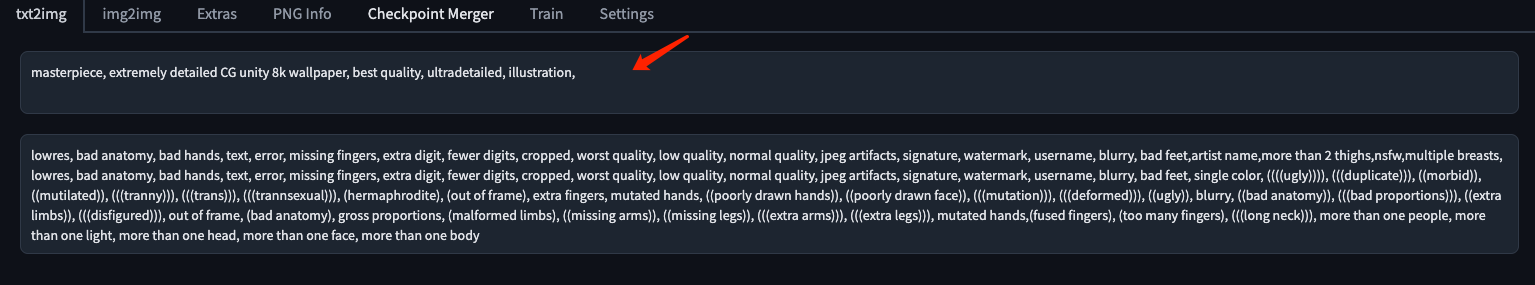 txt2img img2img Extras PNG Info Checkpoint Merger Train Settings
masterpiece, extremely detailed CG unity 8k wallpaper, best quality, ultradetailed, illustration,
lowres, bad anatomy, bad hands, text, error, missing fingers, extra digit, fewer digits, cropped, worst quality, low quality, normal quality, jpeg artifacts, signature, watermark, username, blurry, bad feet,artist name,more than 2 thighs,nsfw,multiple breasts,
lowres, bad anatomy, bad hands, text, error, missing fingers, extra digit, fewer digits, cropped, worst quality, low quality, normal quality, jpeg artifacts, signature, watermark, username, blurry, bad feet, single color, ((((ugly)))), (((duplicate))), ((morbid)),
((mutilated)), (((tranny))), (((trans))), (((trannsexual))), (hermaphrodite), (out of frame), extra fingers, mutated hands, ((poorly drawn hands)), ((poorly drawn face)), (((mutation))), (((deformed))), ((ugly)), blurry, ((bad anatomy)), (((bad proportions))), ((extra
limbs)), (((disfigured))), out of frame, (bad anatomy), gross proportions, (malformed limbs), ((missing arms)), ((missing legs)), (((extra arms))), (((extra legs))), mutated hands,(fused fingers), (too many fingers), (((long neck))), more than one people, more
than one light, more than one head, more than one face, more than one body